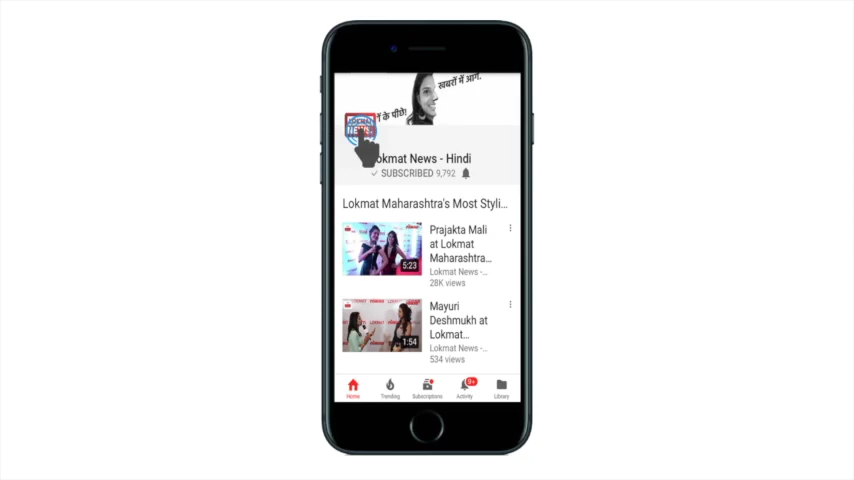 खबरों में आगे.
के पीछे!
NEWS
Lokmat News - Hindi
SUBSCRIBED 9,792
Lokmat Maharashtra's Most Styli...
5:23
Prajakta Mali
at Lokmat
Maharashtra...
Lokmat News -...
28K views
1:54
Mayuri
Deshmukh at
Lokmat...
Lokmat News -...
534 views
Home
Trending
Subscriptions
9+
Activity
Library